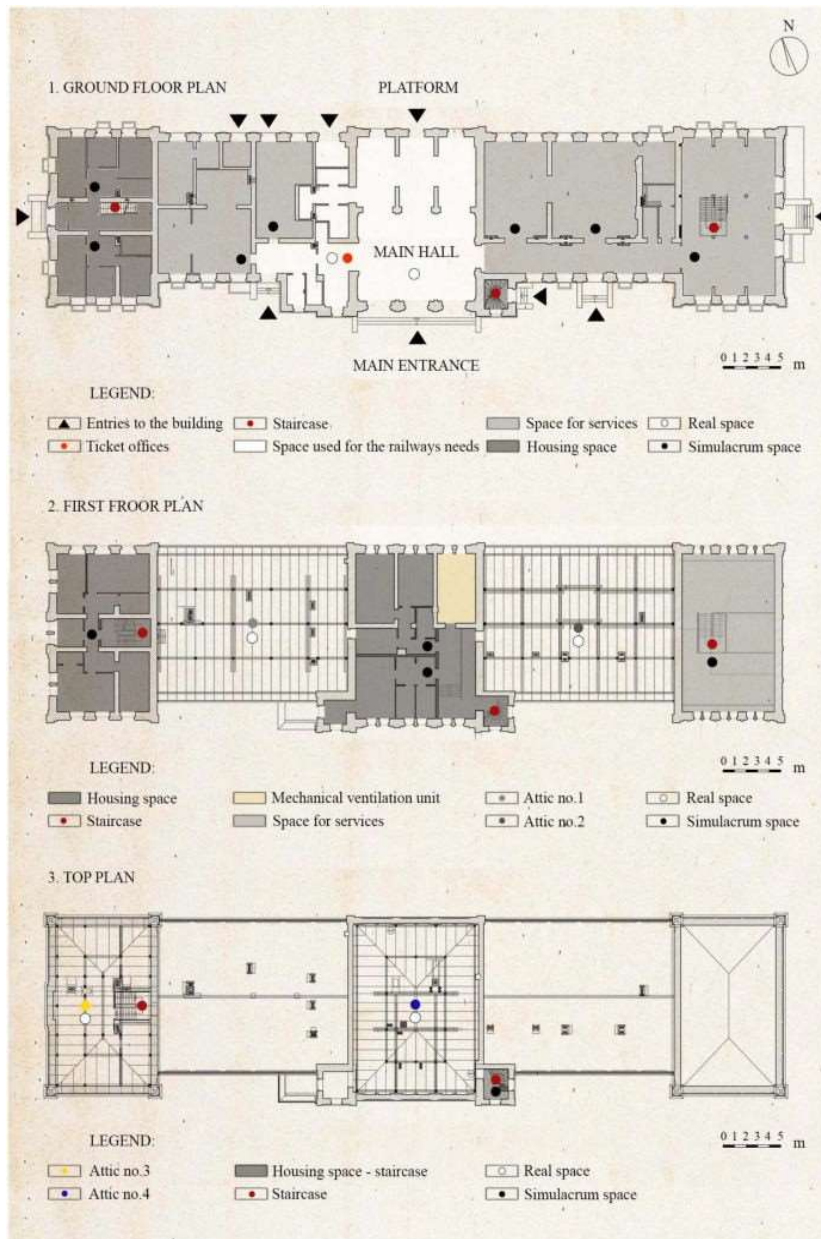 N
1. GROUND FLOOR PLAN
PLATFORM
MAIN HALL
MAIN ENTRANCE
0 1 2 3 4 5 m
LEGEND:
Entries to the building
Staircase
Space for services
Real space
Ticket offices
Space used for the railways needs
Housing space
Simulacrum space
2. FIRST FROOR PLAN
0 1 2 3 4 5 m
LEGEND:
Housing space
Mechanical ventilation unit
Attic no.1
Real space
Staircase
Space for services
Attic no.2
Simulacrum space
3. TOP PLAN
0 1 2 3 4 5 m
LEGEND:
Attic no.3
Housing space - staircase
Real space
Attic no.4
Staircase
Simulacrum space